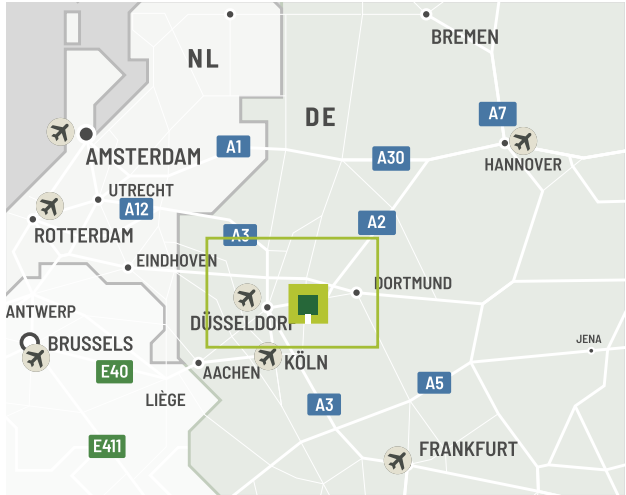 BREMEN
NL
DE
A7
AMSTERDAM
A1
A30
HANNOVER
UTRECHT
A12
ROTTERDAM
A3
A2
EINDHOVEN
DORTMUND
ANTWERP
DÜSSELDORF
BRUSSELS
JENA
KÖLN
AACHEN
E40
A5
LIÈGE
A3
E411
FRANKFURT